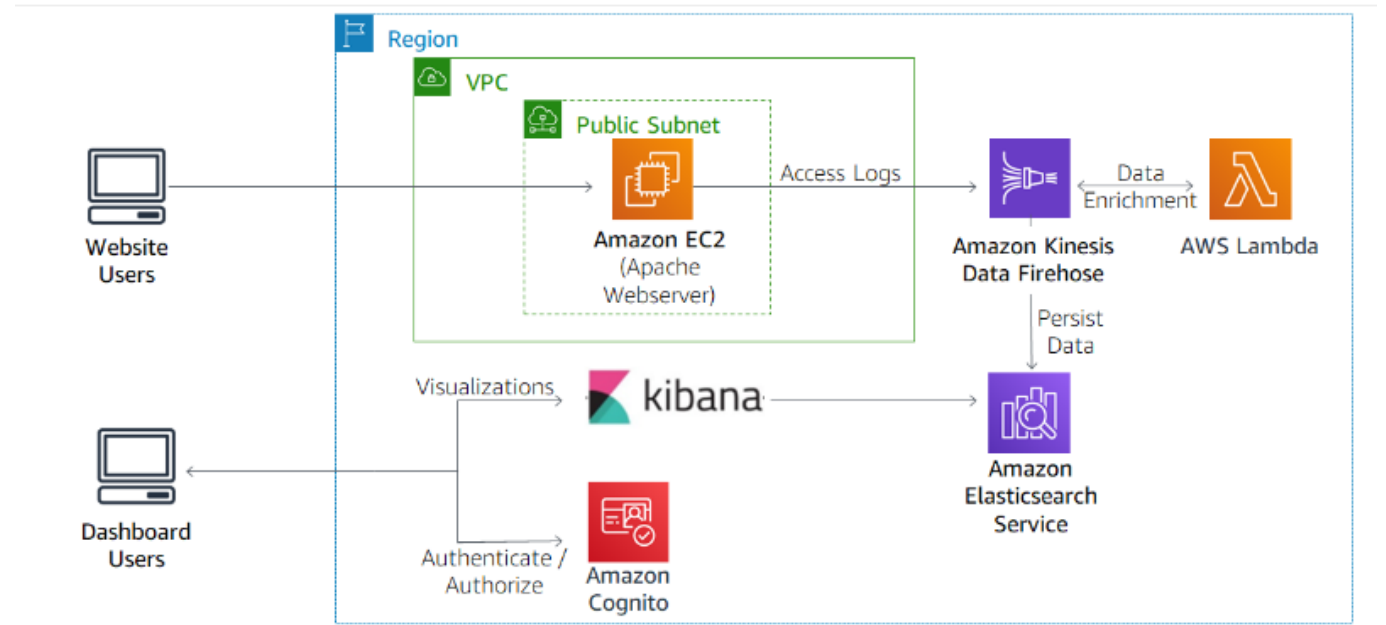 Region
VPC
Public Subnet
Website
Users
Amazon EC2
(Apache
Webserver)
Access Logs
Amazon Kinesis
Data Firehose
Data
Enrichment
AWS Lambda
Persist
Data
Visualizations
kibana
Amazon
Elasticsearch
Service
Dashboard
Users
Authenticate /
Authorize
Amazon
Cognito